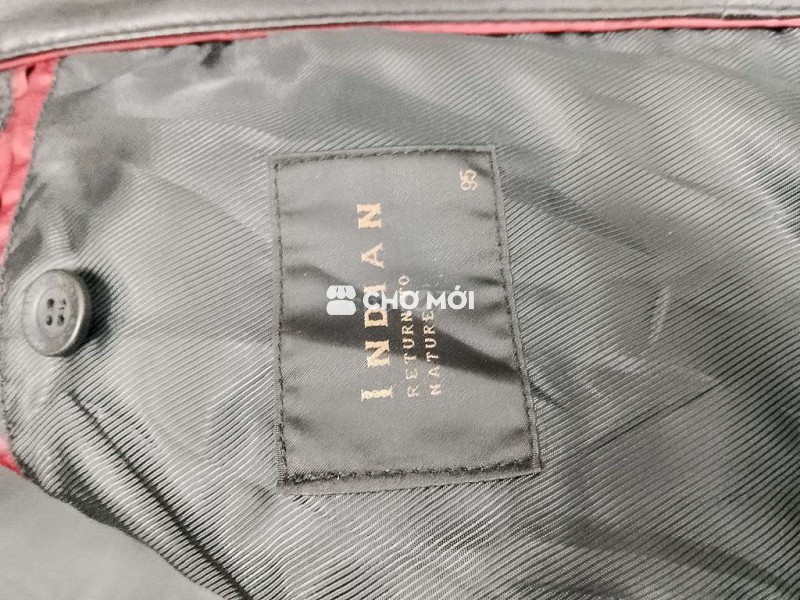 INDIAN
RETURN TO
NATURE
95
CHỢ MỚI